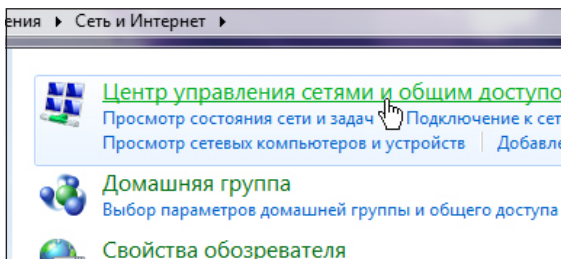 ения ▸ Сеть и Интернет ▸
Центр управления сетями и общим доступо
Просмотр состояния сети и задач Подключение к сет
Просмотр сетевых компьютеров и устройств Добавле
Домашняя группа
Выбор параметров домашней группы и общего доступа
Свойства обозревателя